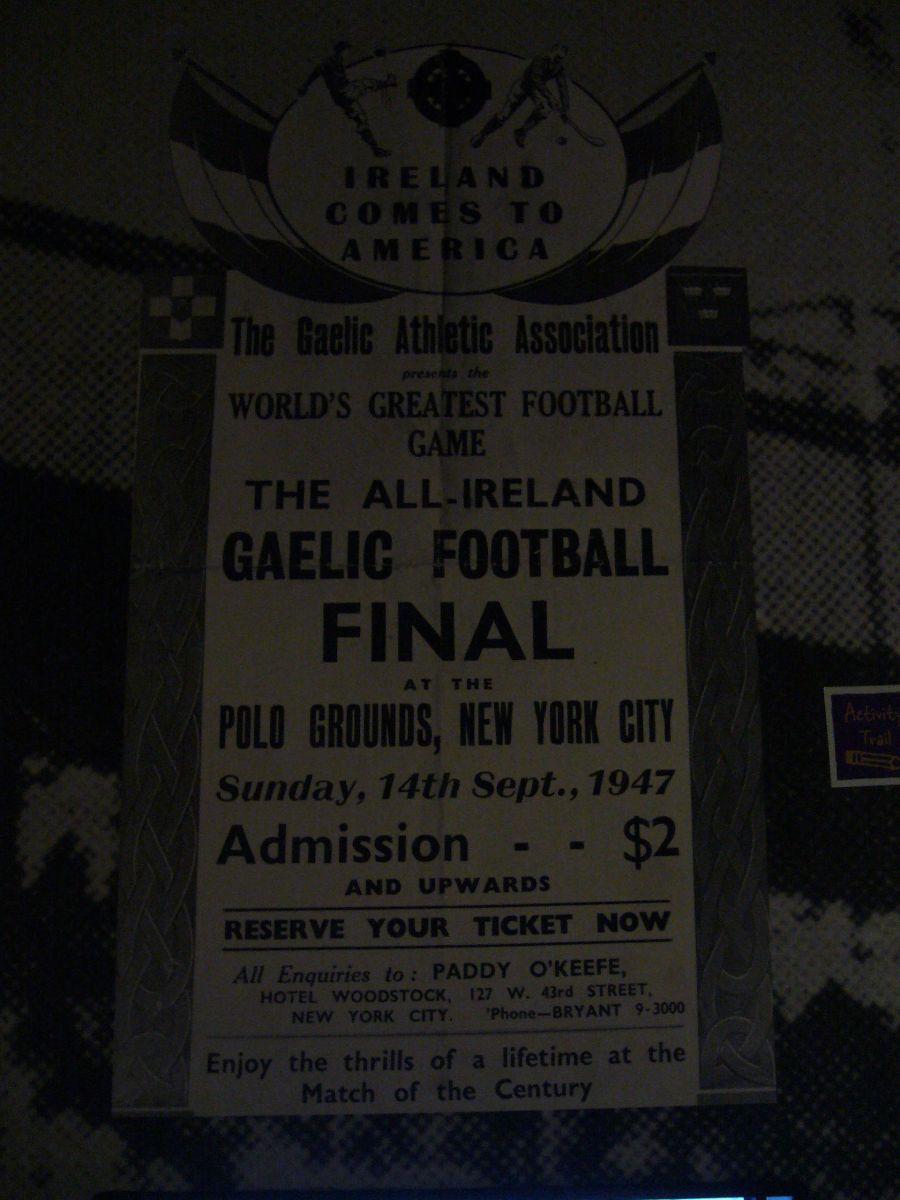 IRELAND
COMES TO
AMERICA
The Gaelic Athletic Association
presents the
WORLD'S GREATEST FOOTBALL
GAME
THE ALL-IRELAND
GAELIC FOOTBALL
FINAL
AT THE
POLO GROUNDS, NEW YORK CITY
Sunday, 14th Sept., 1947
Admission - - $2
AND UPWARDS
RESERVE YOUR TICKET NOW
All Enquiries to: PADDY O'KEEFE,
HOTEL WOODSTOCK, 127 W. 43rd STREET,
NEW YORK CITY. 'Phone—BRYANT 9-3000
Enjoy the thrills of a lifetime at the
Match of the Century
Activity
Trail